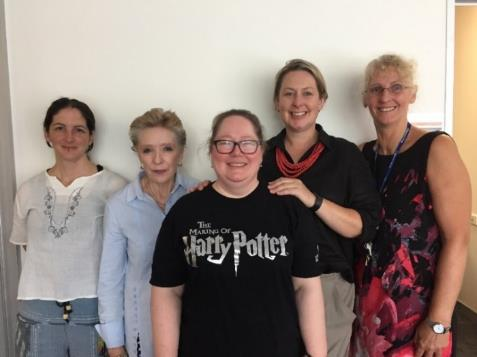 THE
MAKING OF
Harry Potter